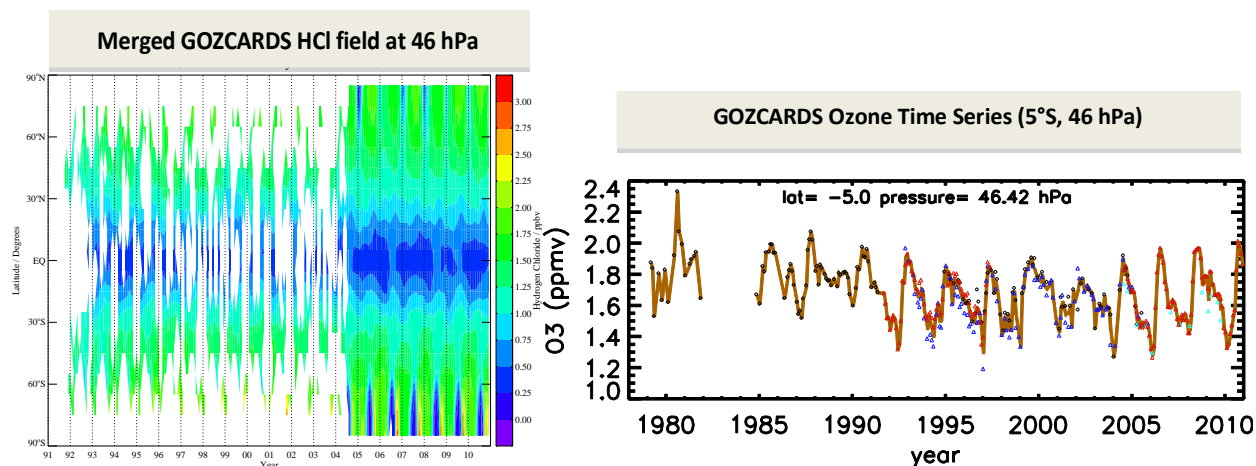 Merged GOZCARDS HCl field at 46 hPa
90°N
60°N
30°N
EQ
30°S
60°S
90°S
Latitude / Degrees
91 92 93 94 95 96 97 98 99 00 01 02 03 04 05 06 07 08 09 10
Year
3.00
2.75
2.50
2.25
2.00
1.75
1.50
1.25
1.00
0.75
0.50
0.25
0.00
Hydrogen Chloride / ppbv
GOZCARDS Ozone Time Series (5°S, 46 hPa)
lat= −5.0 pressure= 46.42 hPa
2.4
2.2
2.0
1.8
1.6
1.4
1.2
1.0
O3 (ppmv)
1980 1985 1990 1995 2000 2005 2010
year